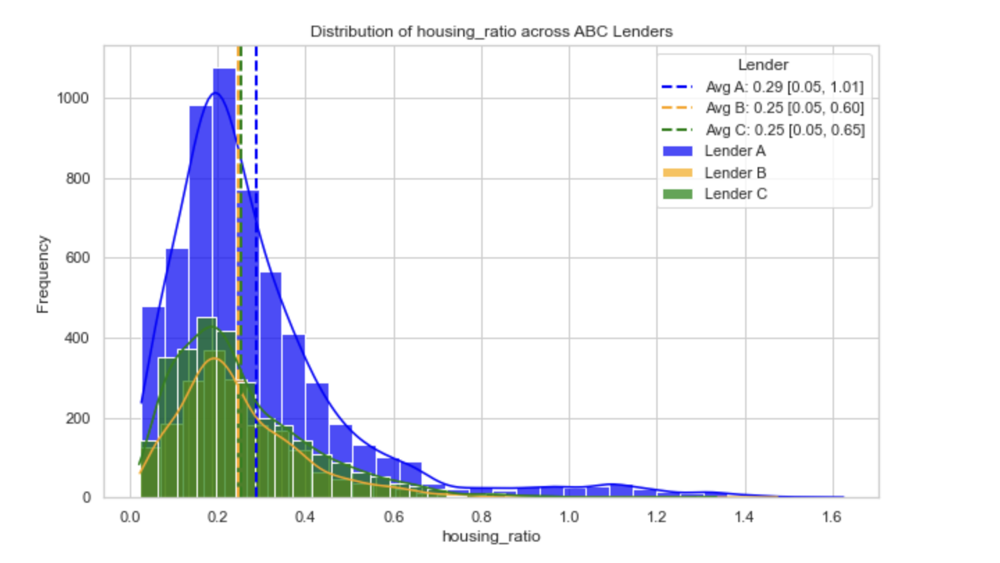 Distribution of housing_ratio across ABC Lenders
Lender
Avg A: 0.29 [0.05, 1.01]
Avg B: 0.25 [0.05, 0.60]
Avg C: 0.25 [0.05, 0.65]
Lender A
Lender B
Lender C
Frequency
1000
800
600
400
200
0
0.0 0.2 0.4 0.6 0.8 1.0 1.2 1.4 1.6
housing_ratio